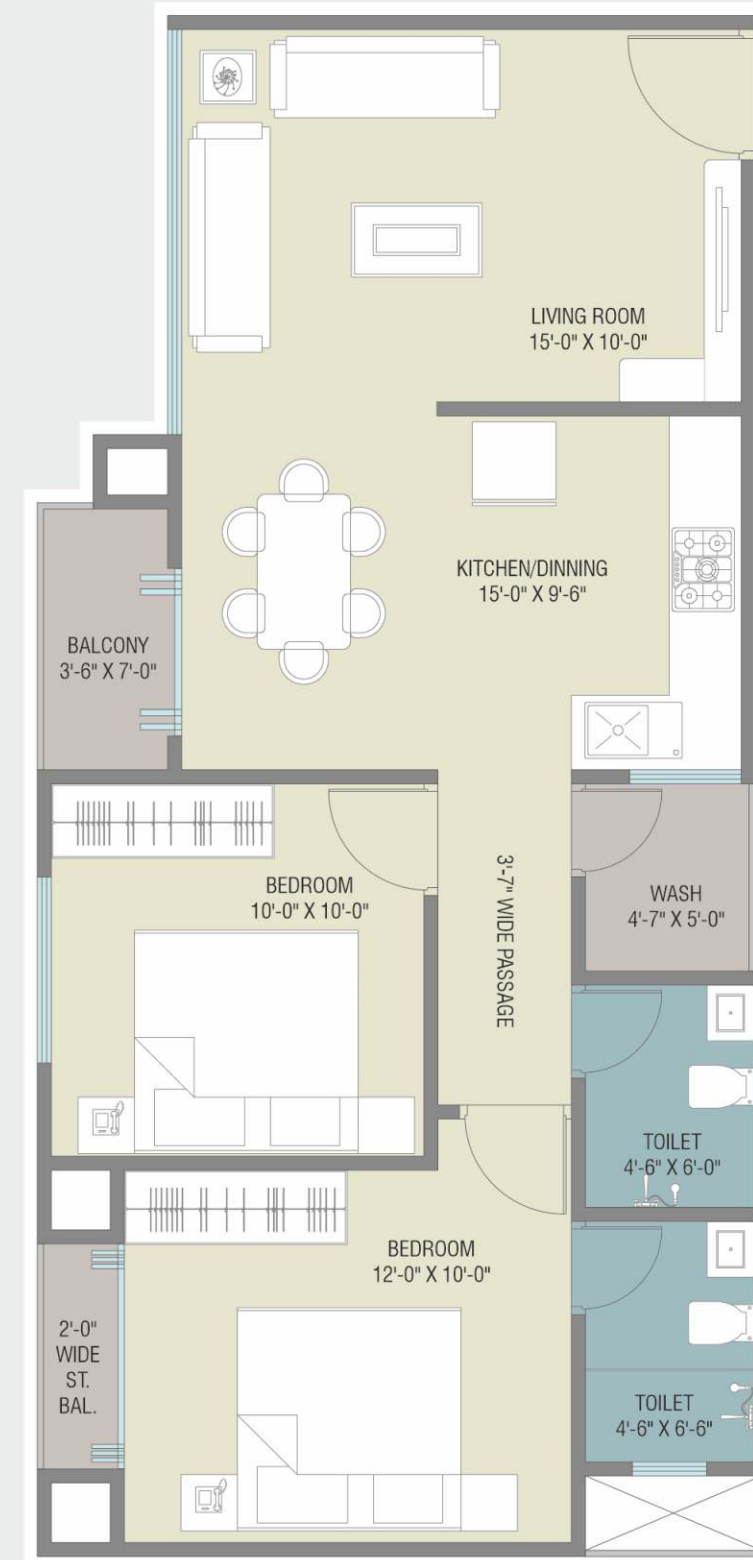 LIVING ROOM
15'-0" X 10'-0"
KITCHEN/DINNING
15'-0" X 9'-6"
BALCONY
3'-6" X 7'-0"
BEDROOM
10'-0" X 10'-0"
3'-7" WIDE PASSAGE
WASH
4'-7" X 5'-0"
TOILET
4'-6" X 6'-0"
BEDROOM
12'-0" X 10'-0"
2'-0"
WIDE
ST.
BAL.
TOILET
4'-6" X 6'-6"